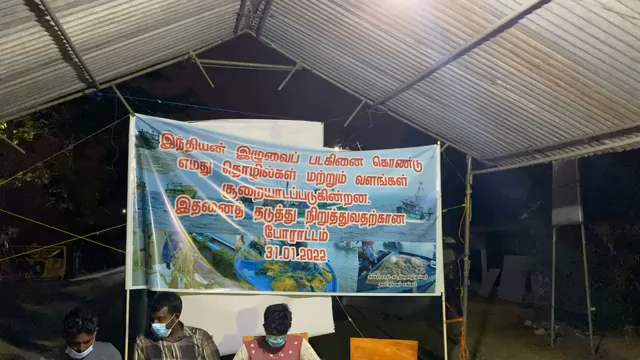 இந்தியன் இழுவைப் படகினை கொண்டு
எமது தொழில்கள் மற்றும் வளங்கள்
சூறையாடப்படுகின்றன.
இதனைத் தடுத்து நிறுத்துவதற்கான
போராட்டம்
31.01.2022